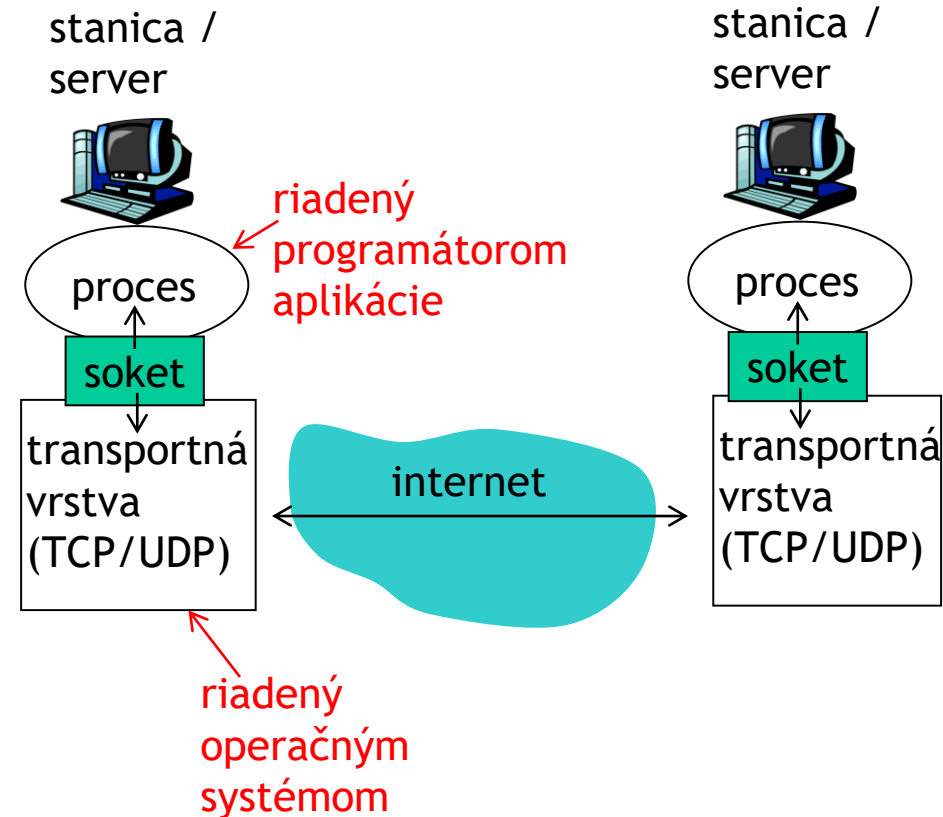 stanica /
server
stanica /
server
riadený
programátorom
aplikácie
proces
proces
soket
soket
transportná
vrstva
(TCP/UDP)
internet
transportná
vrstva
(TCP/UDP)
riadený
operačným
systémom